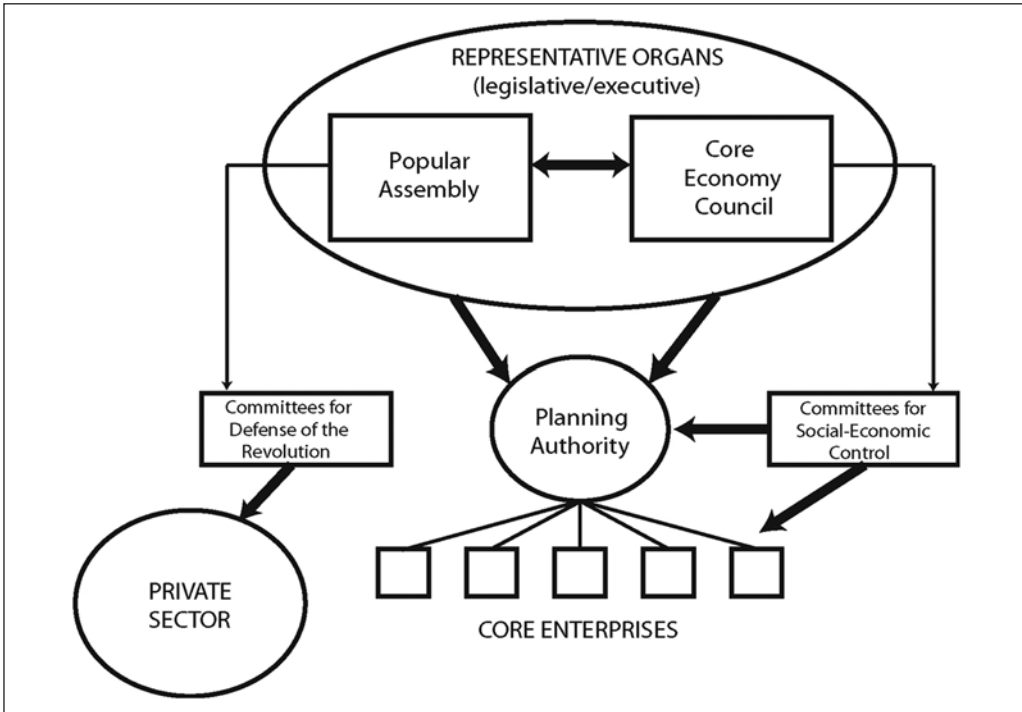 REPRESENTATIVE ORGANS
(legislative/executive)
Popular
Assembly
Core
Economy
Council
Committees for
Defense of the
Revolution
Planning
Authority
Committees for
Social-Economic
Control
PRIVATE
SECTOR
CORE ENTERPRISES